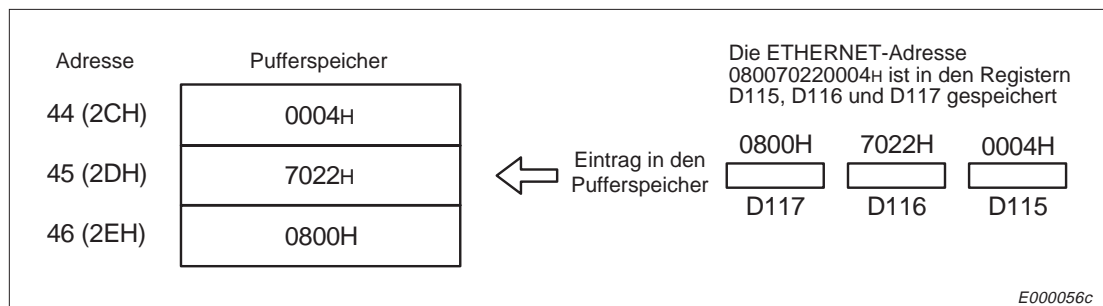 Adresse Pufferspeicher
44 (2CH) 0004H
45 (2DH) 7022H
46 (2EH) 0800H
Eintrag in den
Pufferspeicher
Die ETHERNET-Adresse
080070220004H ist in den Registern
D115, D116 und D117 gespeichert
0800H 7022H 0004H
D117 D116 D115
E000056c